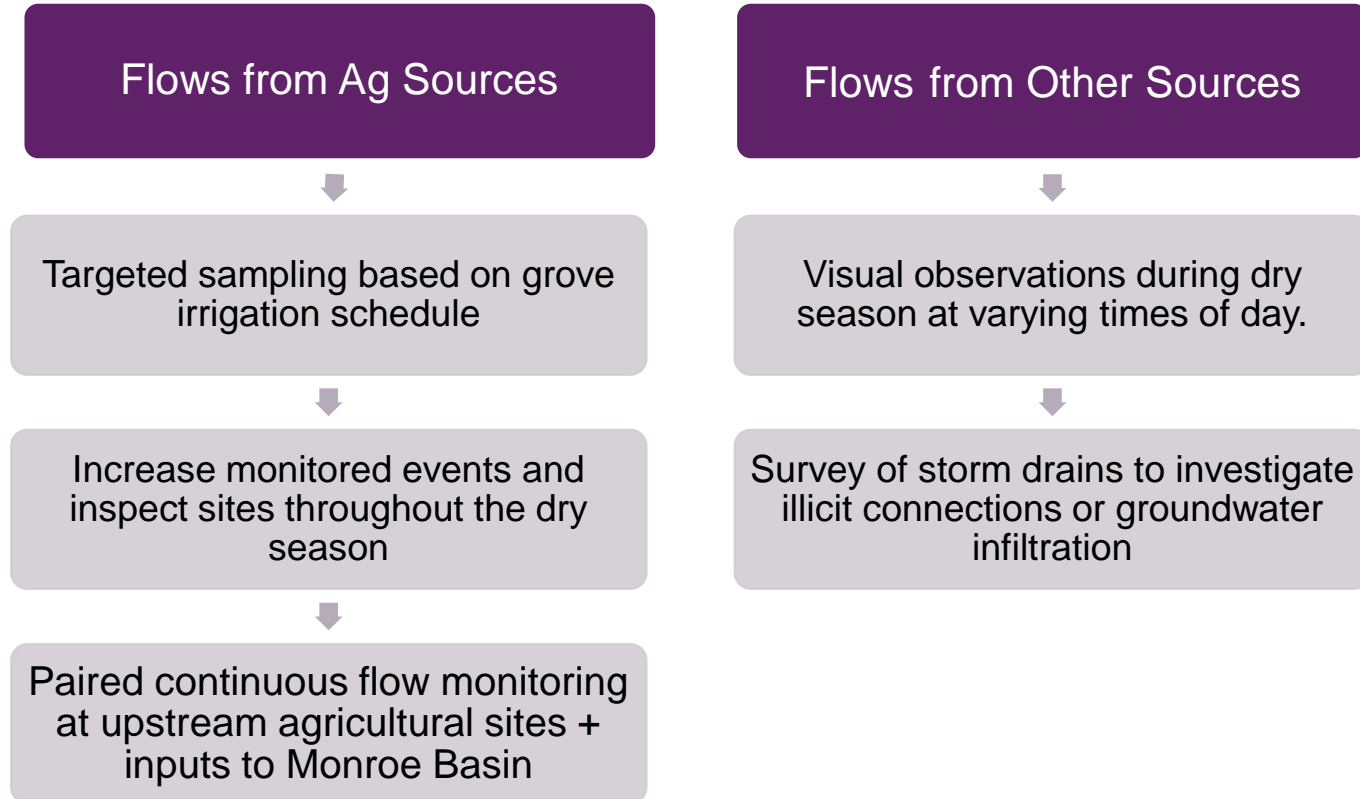 Flows from Ag Sources
Targeted sampling based on grove
irrigation schedule
Increase monitored events and
inspect sites throughout the dry
season
Paired continuous flow monitoring
at upstream agricultural sites +
inputs to Monroe Basin
Flows from Other Sources
Visual observations during dry
season at varying times of day.
Survey of storm drains to investigate
illicit connections or groundwater
infiltration